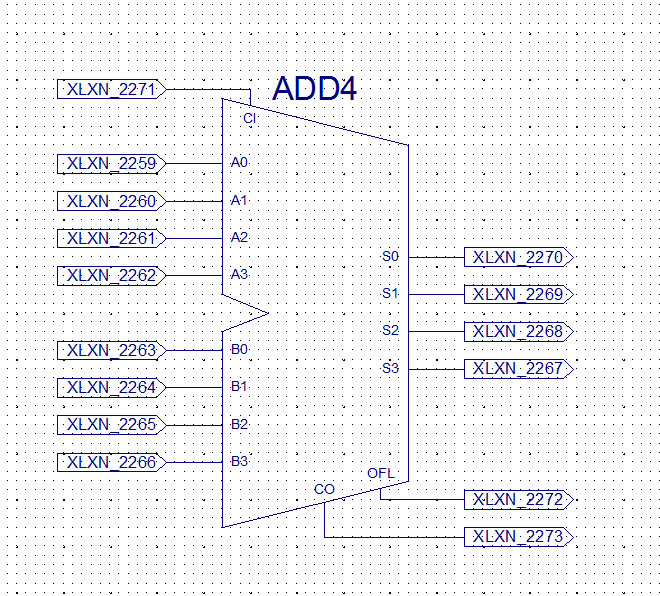 XLXN_2271 ADD4
CI
XLXN_2259 A0
XLXN_2260 A1
XLXN_2261 A2
XLXN_2262 A3
S0 XLXN_2270
S1 XLXN_2269
S2 XLXN_2268
XLXN_2263 B0
S3 XLXN_2267
XLXN_2264 B1
XLXN_2265 B2
XLXN_2266 B3
OFL
CO
XLXN_2272
XLXN_2273